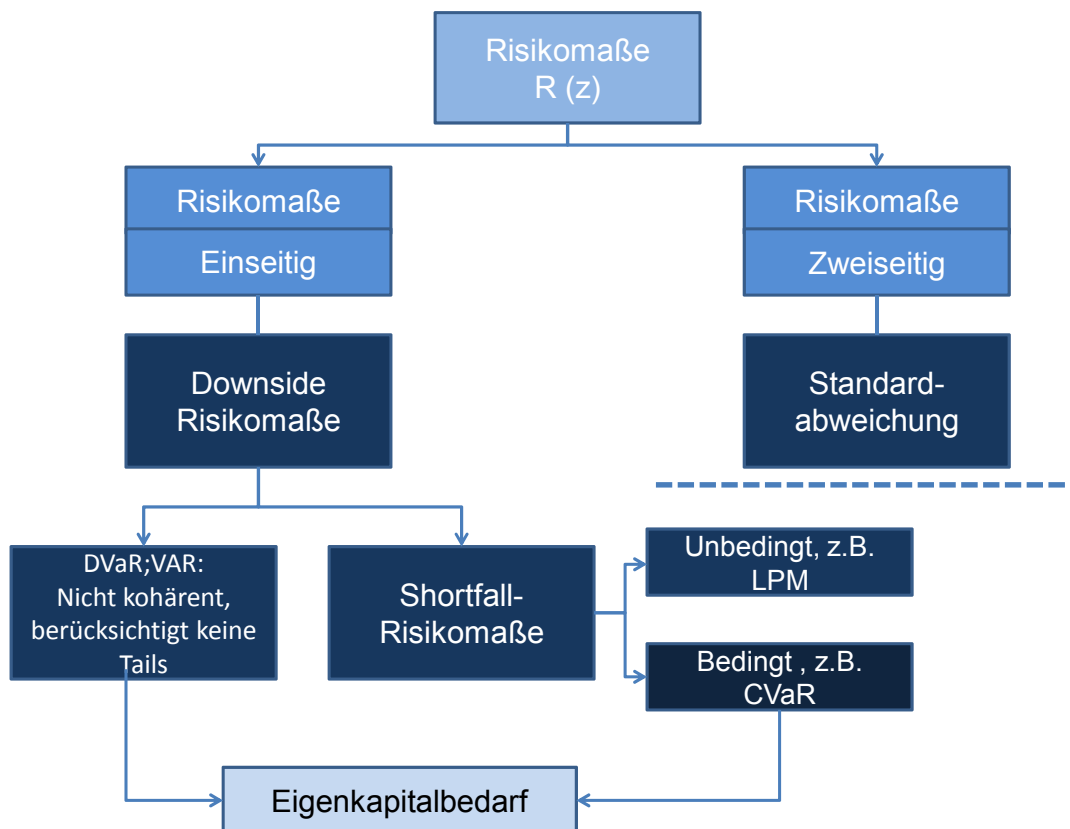 Risikomaße
R (z)
Risikomaße
Einseitig
Risikomaße
Zweiseitig
Downside
Risikomaße
Standard-
abweichung
DVaR;VAR:
Nicht kohärent,
berücksichtigt keine
Tails
Shortfall-
Risikomaße
Unbedingt, z.B.
LPM
Bedingt , z.B.
CVaR
Eigenkapitalbedarf